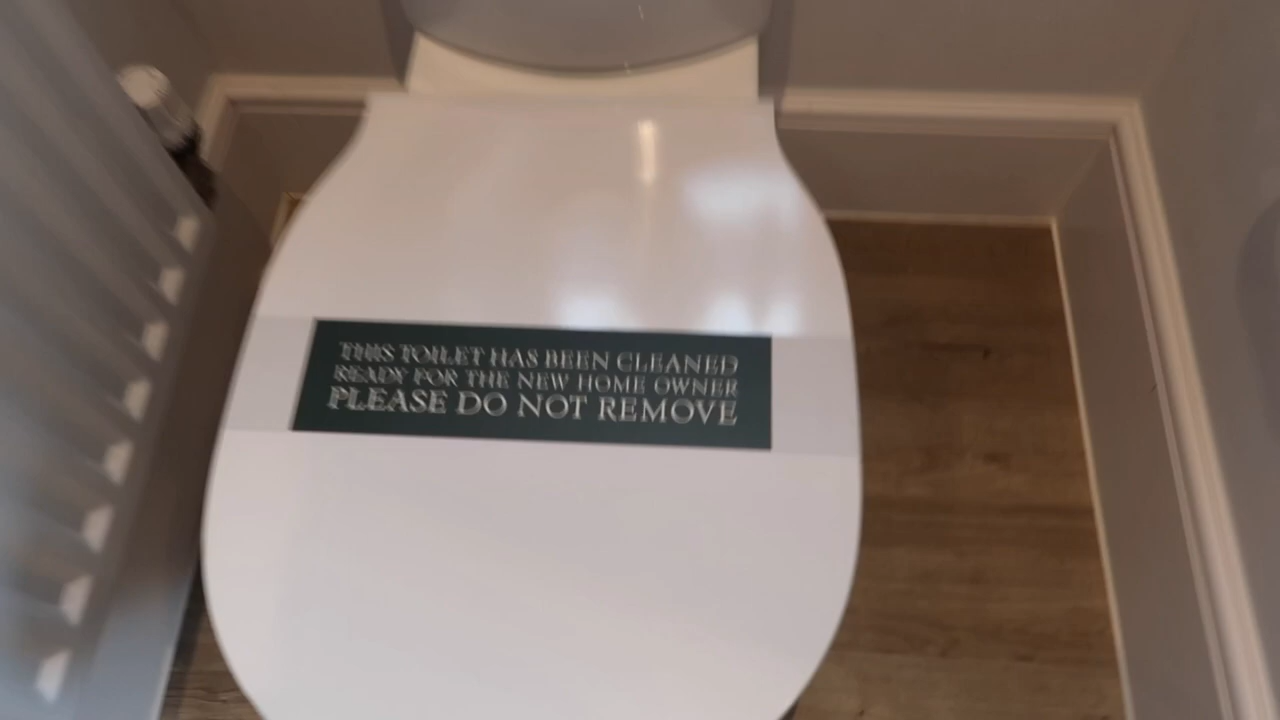 THIS TOILET HAS BEEN CLEANED
READY FOR THE NEW HOME OWNER
PLEASE DO NOT REMOVE